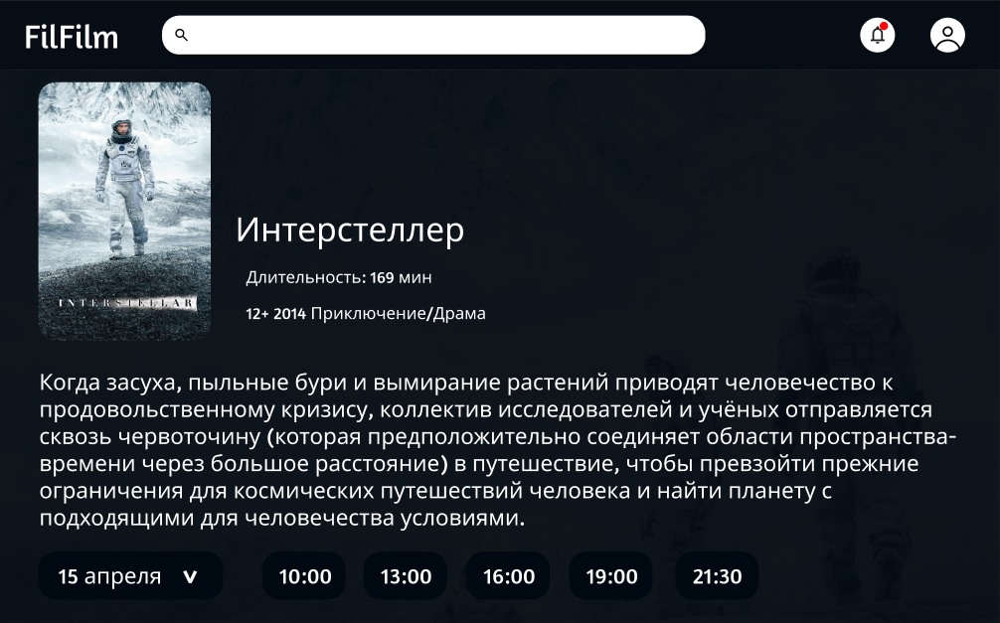 FilFilm
INTERSTELLAR
Интерстеллер
Длительность: 169 мин
12+ 2014 Приключение/Драма
Когда засуха, пыльные бури и вымирание растений приводят человечество к
продовольственному кризису, коллектив исследователей и учёных отправляется
сквозь червоточину (которая предположительно соединяет области пространства-
времени через большое расстояние) в путешествие, чтобы превзойти прежние
ограничения для космических путешествий человека и найти планету с
подходящими для человечества условиями.
15 апреля 10:00 13:00 16:00 19:00 21:30